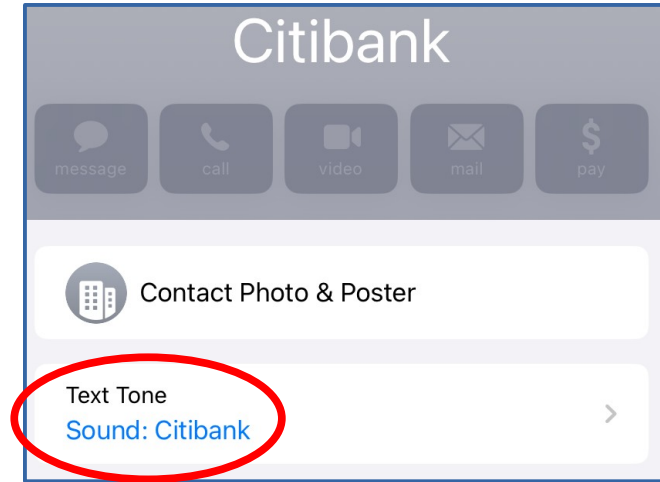 Citibank
message call video mail pay
Contact Photo & Poster
Text Tone
Sound: Citibank